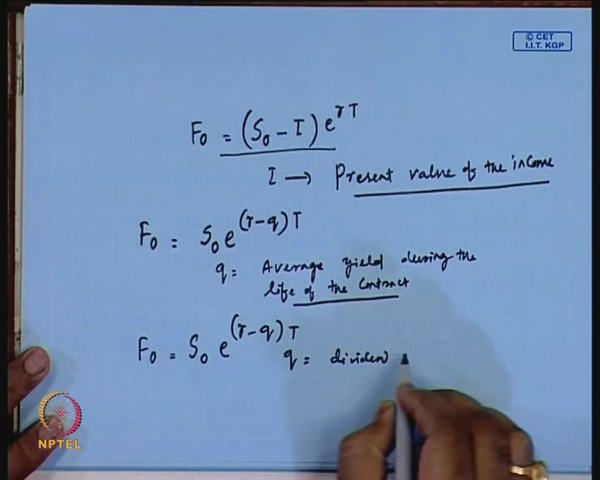 © CET
I.I.T. KGP
F₀ = (S₀ - I) e^{rT}
I → Present value of the income
F₀ = S₀ e^{(r-q)T}
q = Average yield during the
life of the contract
F₀ = S₀ e^{(r-q)T}
q = dividen
NPTEL